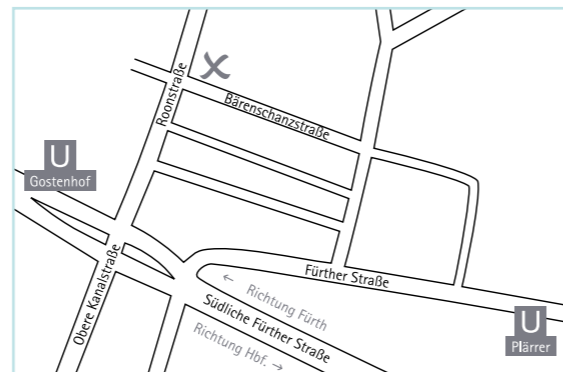 Roonstraße
Bärenschanzstraße
U
Gostenhof
Obere Kanalstraße
Fürther Straße
← Richtung Fürth
Südliche Fürther Straße
Richtung Hbf. →
U
Plärrer